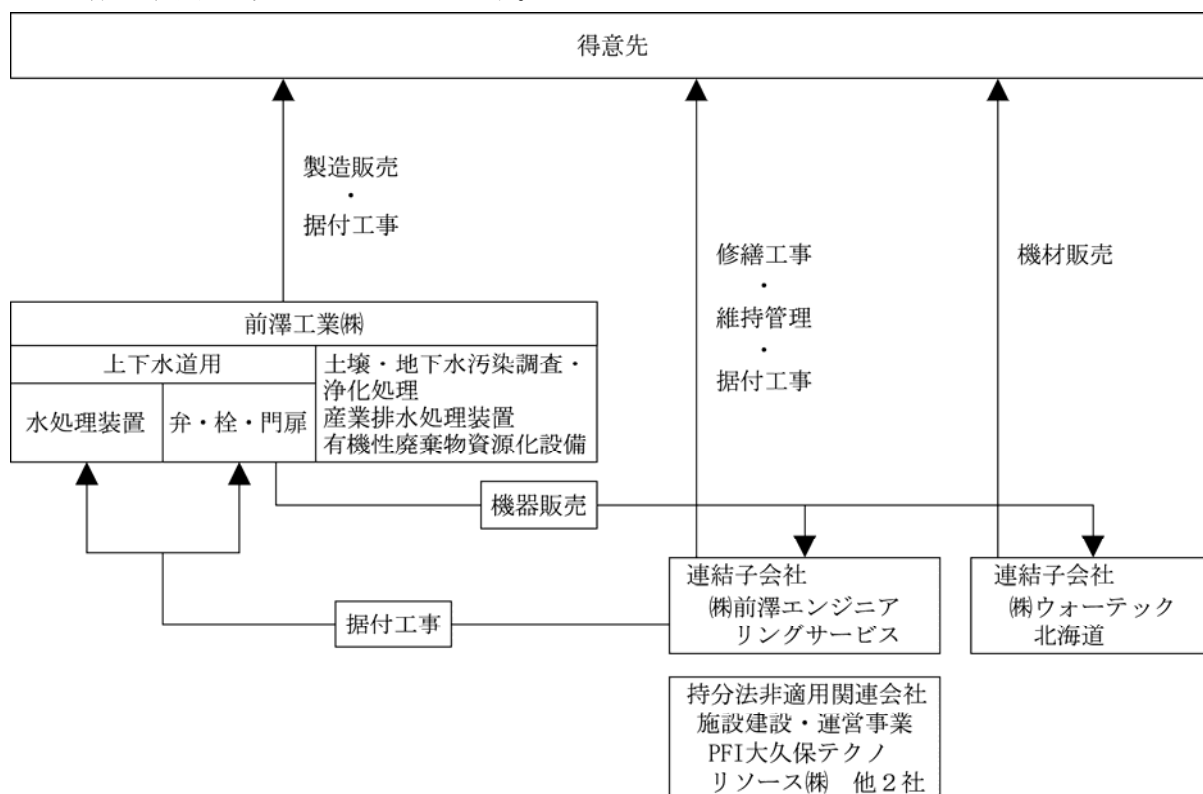 得意先
製造販売
・
据付工事
修繕工事
・
維持管理
・
据付工事
機材販売
前澤工業㈱
上下水道用
水処理装置
弁・栓・門扉
土壌・地下水汚染調査・
浄化処理
産業排水処理装置
有機性廃棄物資源化設備
機器販売
据付工事
連結子会社
㈱前澤エンジニア
リングサービス
連結子会社
㈱ウォーテック
北海道
持分法非適用関連会社
施設建設・運営事業
PFI大久保テクノ
リソース㈱　他２社